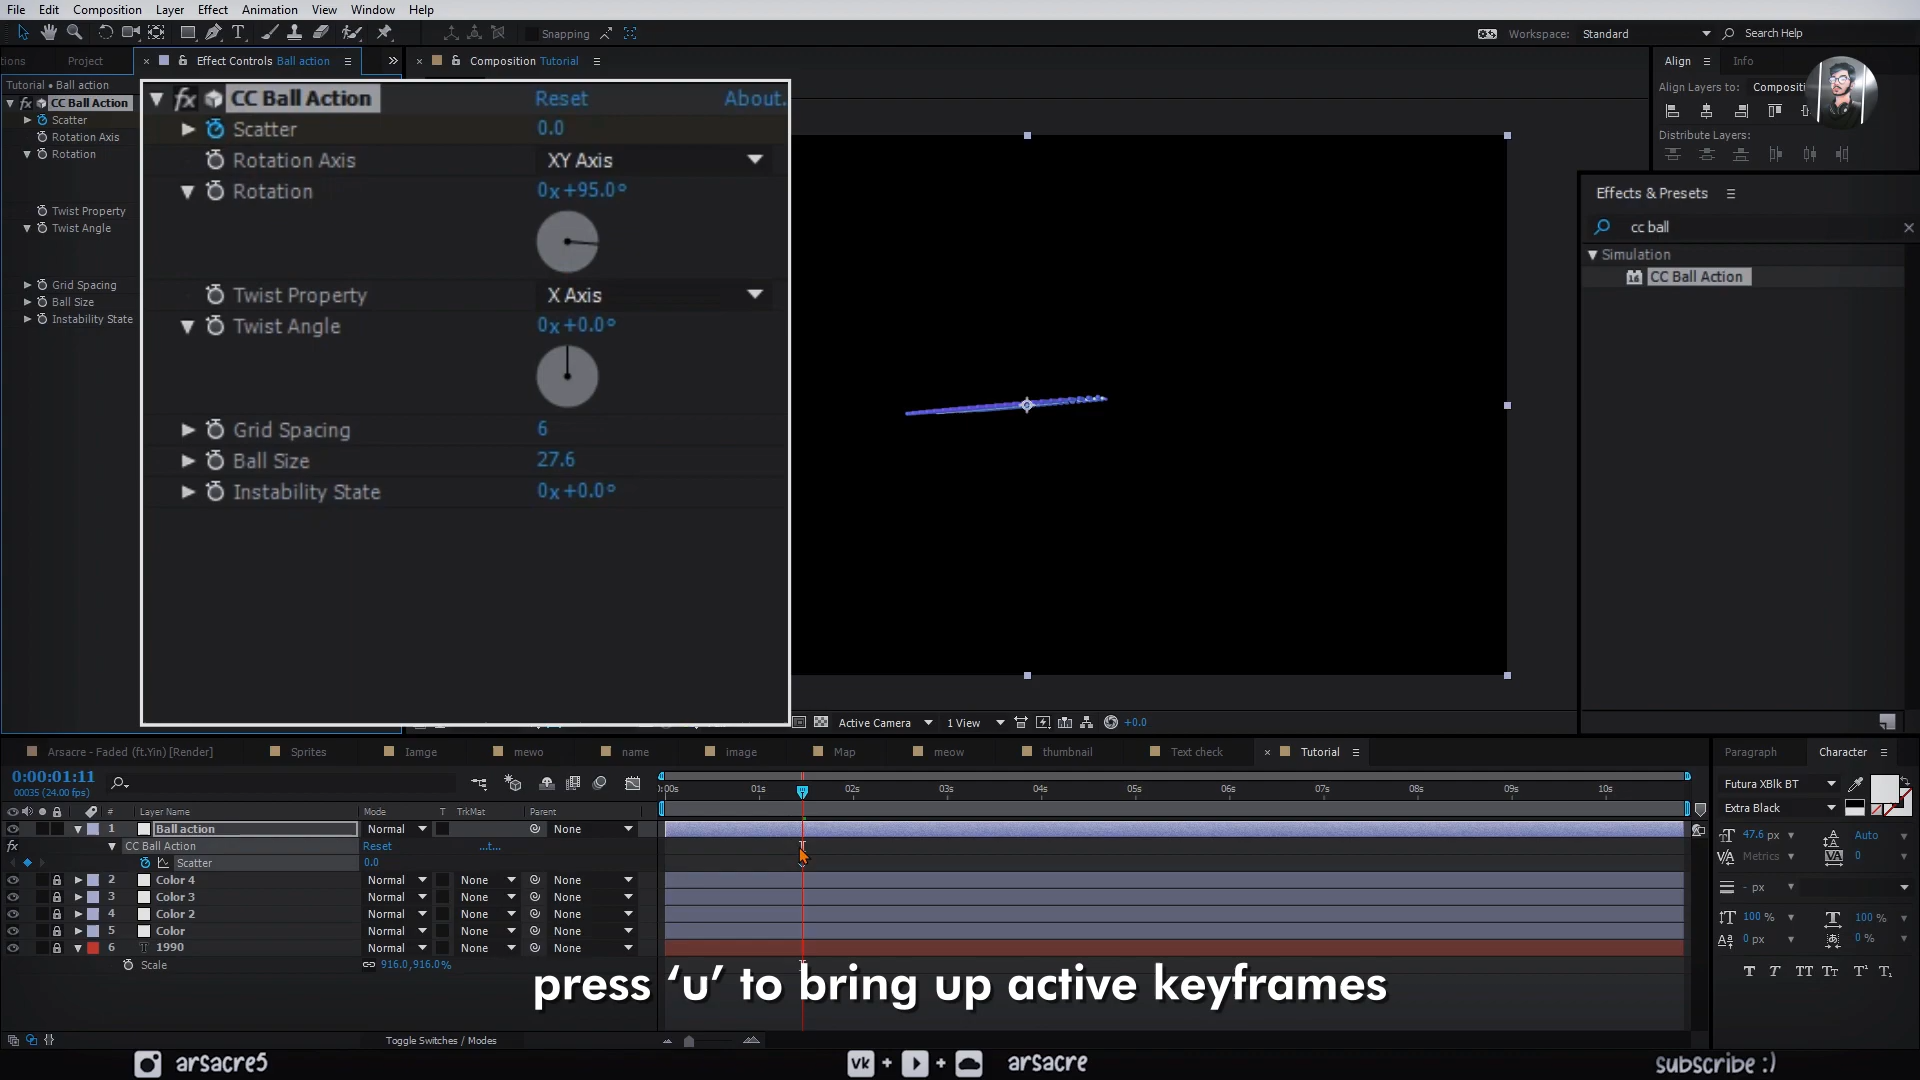 File Edit Composition Layer Effect Animation View Window Help
Snapping
Workspace: Standard
Search Help
Project
Effect Controls Ball action
Composition Tutorial
Align
Info
Tutorial • Ball action
Align Layers to:
Distribute Layers:
fx CC Ball Action
Scatter
Rotation Axis
Rotation
Twist Property
Twist Angle
Grid Spacing
Ball Size
Instability State
fx CC Ball Action Reset About.
Scatter 0.0
Rotation Axis XY Axis
Rotation 0x+95.0°
Twist Property X Axis
Twist Angle 0x+0.0°
Grid Spacing 6
Ball Size 27.6
Instability State 0x+0.0°
Effects & Presets
cc ball
Simulation
CC Ball Action
Active Camera 1 View +0.0
Arsacre - Faded (ft.Yin) [Render] Sprites Iamge mewo name image Map meow thumbnail Text check Tutorial
0:00:01:11
00035 (24.00 fps)
01s 02s 03s 04s 05s 06s 07s 08s 09s 10s
# Layer Name Mode T TrkMat Parent
1 Ball action Normal None
fx CC Ball Action Reset ...t...
Scatter 0.0
2 Color 4 Normal None None
3 Color 3 Normal None None
4 Color 2 Normal None None
5 Color Normal None None
6 T 1990 Normal None None
Scale 916.0,916.0%
Toggle Switches / Modes
Paragraph Character
Futura XBlk BT
Extra Black
47.6 px Auto
Metrics 0
- px
100 % 100 %
0 px 0 %
press ‘u’ to bring up active keyframes
arsacre5
vk + + arsacre
subscribe :)